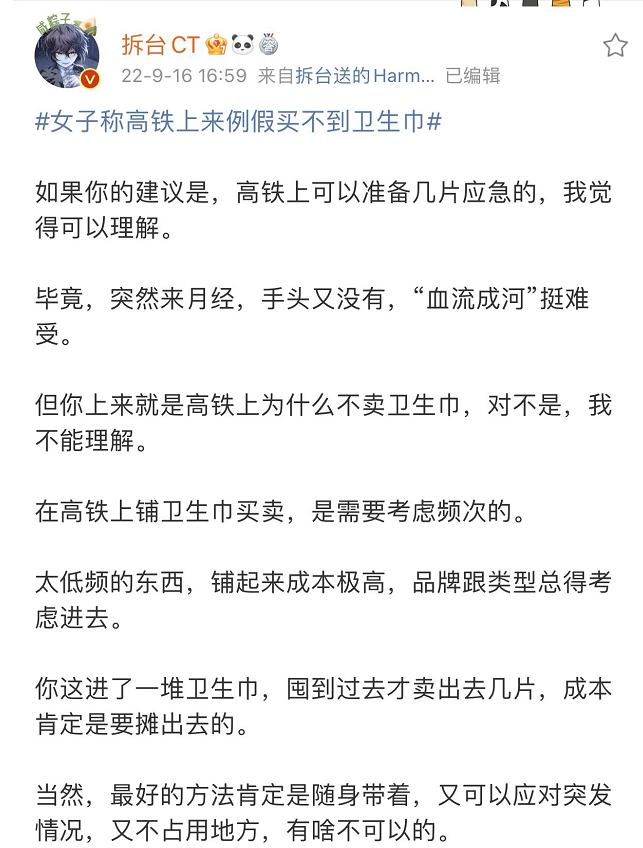 咸粽子
拆台CT
22-9-16 16:59 来自拆台送的Harm... 已编辑
#女子称高铁上来例假买不到卫生巾#
如果你的建议是，高铁上可以准备几片应急的，我觉
得可以理解。
毕竟，突然来月经，手头又没有，“血流成河”挺难
受。
但你上来就是高铁上为什么不卖卫生巾，对不是，我
不能理解。
在高铁上铺卫生巾买卖，是需要考虑频次的。
太低频的东西，铺起来成本极高，品牌跟类型总得考
虑进去。
你这进了一堆卫生巾，囤到过去才卖出去几片，成本
肯定是要摊出去的。
当然，最好的方法肯定是随身带着，又可以应对突发
情况，又不占用地方，有啥不可以的。